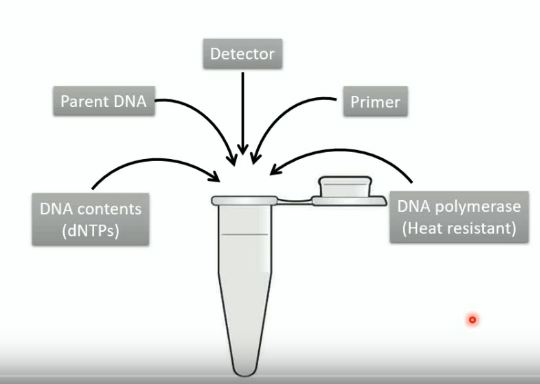 Detector
Parent DNA
Primer
DNA contents
(dNTPs)
DNA polymerase
(Heat resistant)